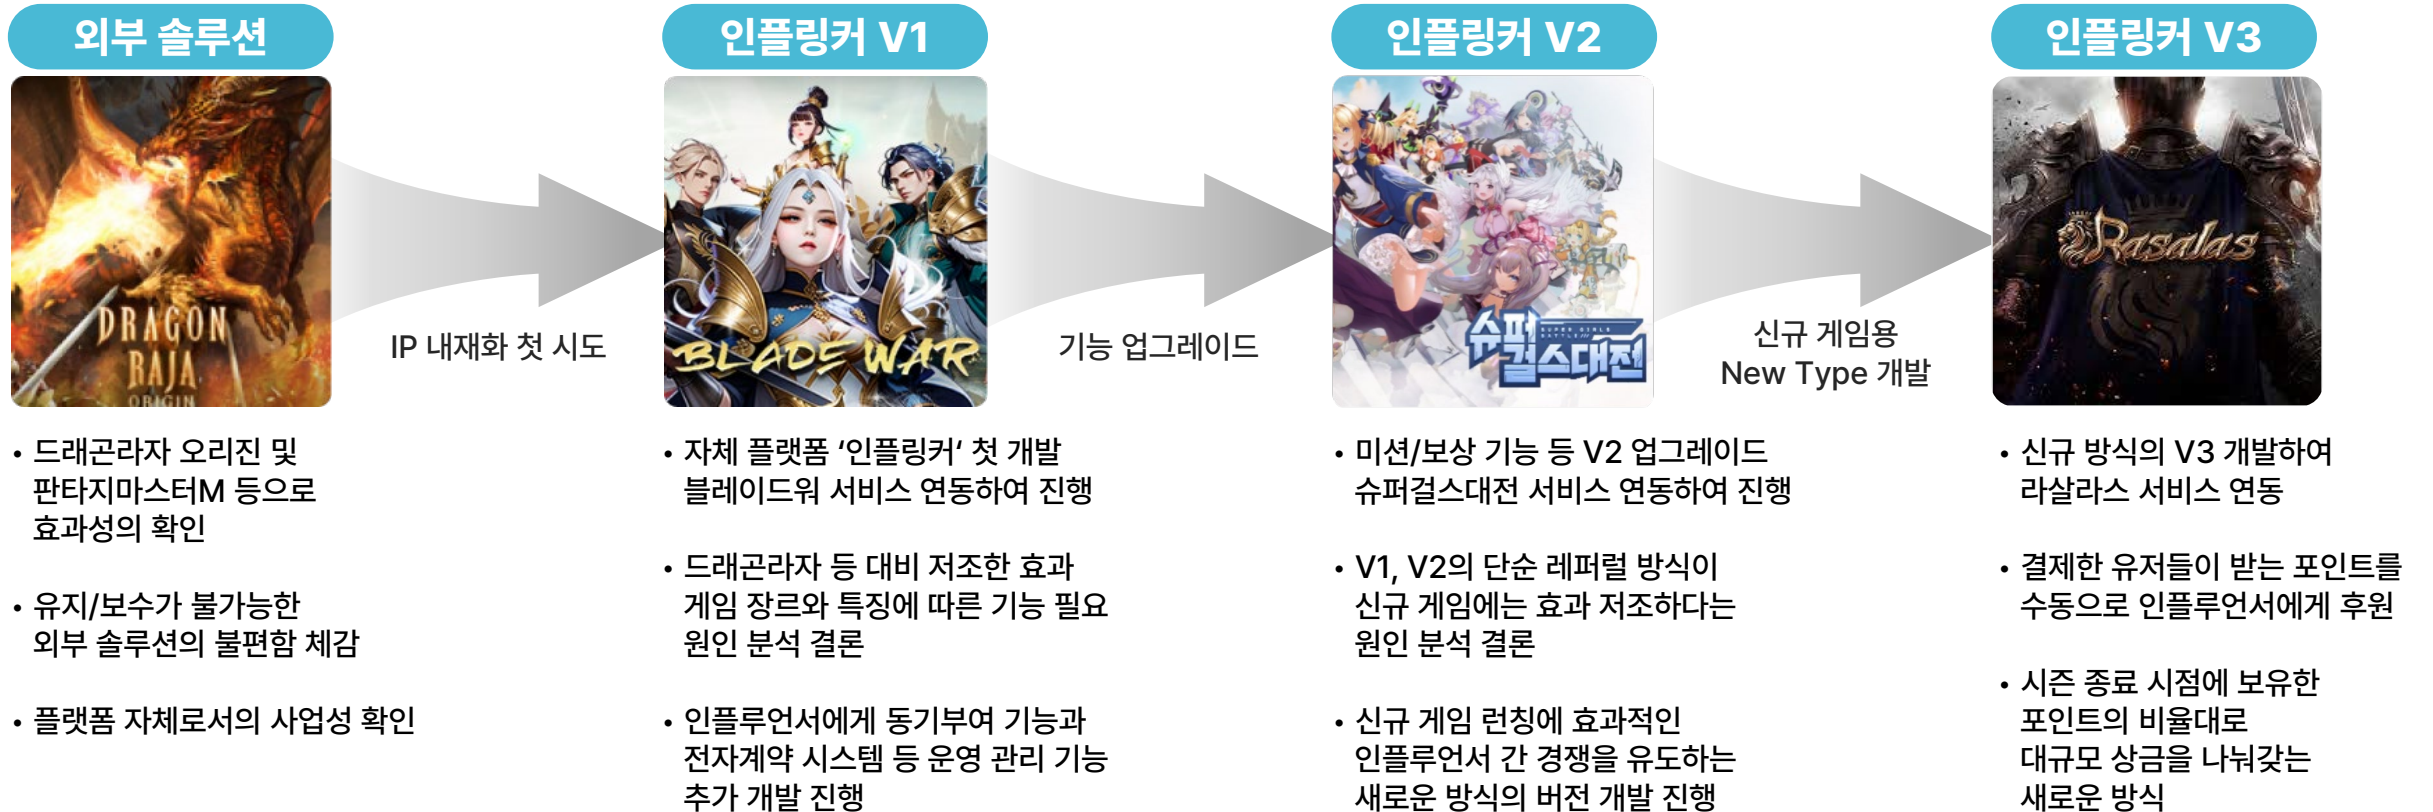 외부 솔루션
DRAGON
RAJA
ORIGIN
• 드래곤라자 오리진 및
판타지마스터M 등으로
효과성의 확인
• 유지/보수가 불가능한
외부 솔루션의 불편함 체감
• 플랫폼 자체로서의 사업성 확인
IP 내재화 첫 시도
인플링커 V1
BLADE WAR
• 자체 플랫폼 ‘인플링커‘ 첫 개발
블레이드워 서비스 연동하여 진행
• 드래곤라자 등 대비 저조한 효과
게임 장르와 특징에 따른 기능 필요
원인 분석 결론
• 인플루언서에게 동기부여 기능과
전자계약 시스템 등 운영 관리 기능
추가 개발 진행
기능 업그레이드
인플링커 V2
슈퍼
SUPER GIRLS
BATTLE
걸스대전
• 미션/보상 기능 등 V2 업그레이드
슈퍼걸스대전 서비스 연동하여 진행
• V1, V2의 단순 레퍼럴 방식이
신규 게임에는 효과 저조하다는
원인 분석 결론
• 신규 게임 런칭에 효과적인
인플루언서 간 경쟁을 유도하는
새로운 방식의 버전 개발 진행
신규 게임용
New Type 개발
인플링커 V3
Rasalas
• 신규 방식의 V3 개발하여
라살라스 서비스 연동
• 결제한 유저들이 받는 포인트를
수동으로 인플루언서에게 후원
• 시즌 종료 시점에 보유한
포인트의 비율대로
대규모 상금을 나눠갖는
새로운 방식